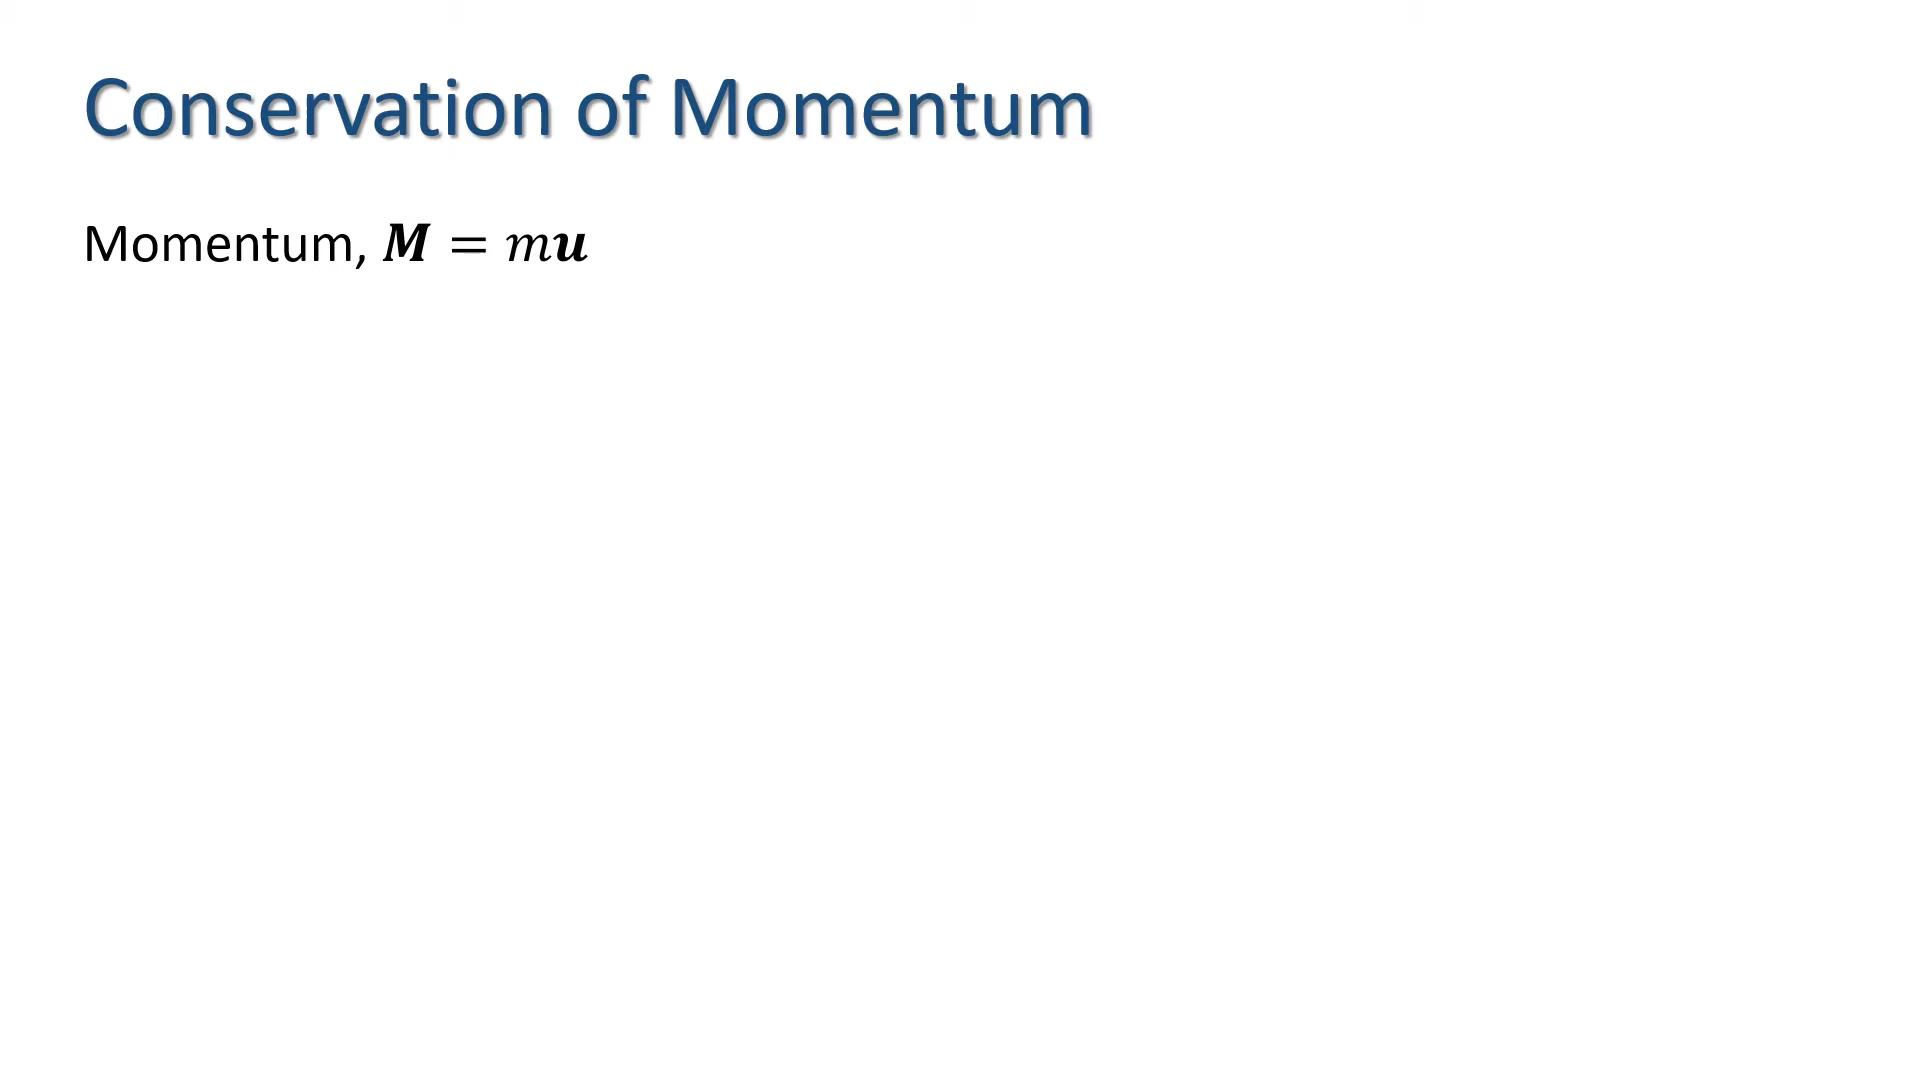 Conservation of Momentum
Momentum, 𝑴 = 𝑚𝒖